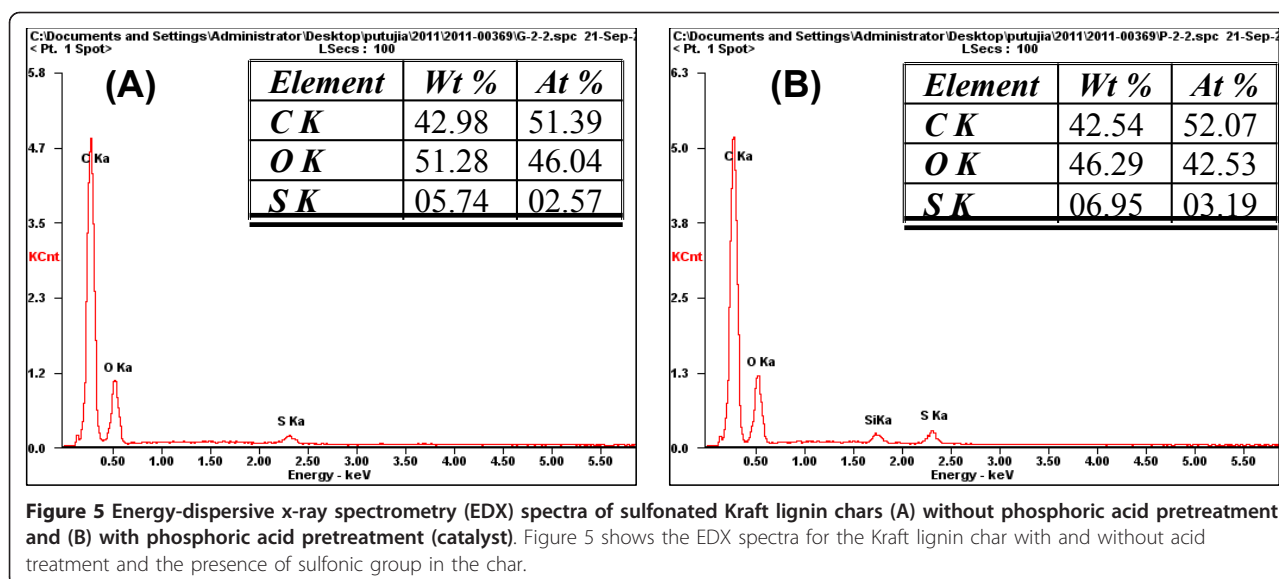 C:\Documents and Settings\Administrator\Desktop\putujia\2011\2011-00369\G-2-2.spc 21-Sep-2
< Pt. 1 Spot>
LSecs : 100
5.8
4.7
3.5
KCnt
2.3
1.2
0.0
(A)
Element Wt % At %
C K 42.98 51.39
O K 51.28 46.04
S K 05.74 02.57
C Ka
O Ka
S Ka
0.50 1.00 1.50 2.00 2.50 3.00 3.50 4.00 4.50 5.00 5.50
Energy - keV
C:\Documents and Settings\Administrator\Desktop\putujia\2011\2011-00369\P-2-2.spc 21-Sep-2
< Pt. 1 Spot>
LSecs : 100
6.3
5.0
3.8
KCnt
2.5
1.3
0.0
(B)
Element Wt % At %
C K 42.54 52.07
O K 46.29 42.53
S K 06.95 03.19
C Ka
O Ka
SiKa
S Ka
0.50 1.00 1.50 2.00 2.50 3.00 3.50 4.00 4.50 5.00 5.50
Energy - keV
Figure 5 Energy-dispersive x-ray spectrometry (EDX) spectra of sulfonated Kraft lignin chars (A) without phosphoric acid pretreatment
and (B) with phosphoric acid pretreatment (catalyst). Figure 5 shows the EDX spectra for the Kraft lignin char with and without acid
treatment and the presence of sulfonic group in the char.